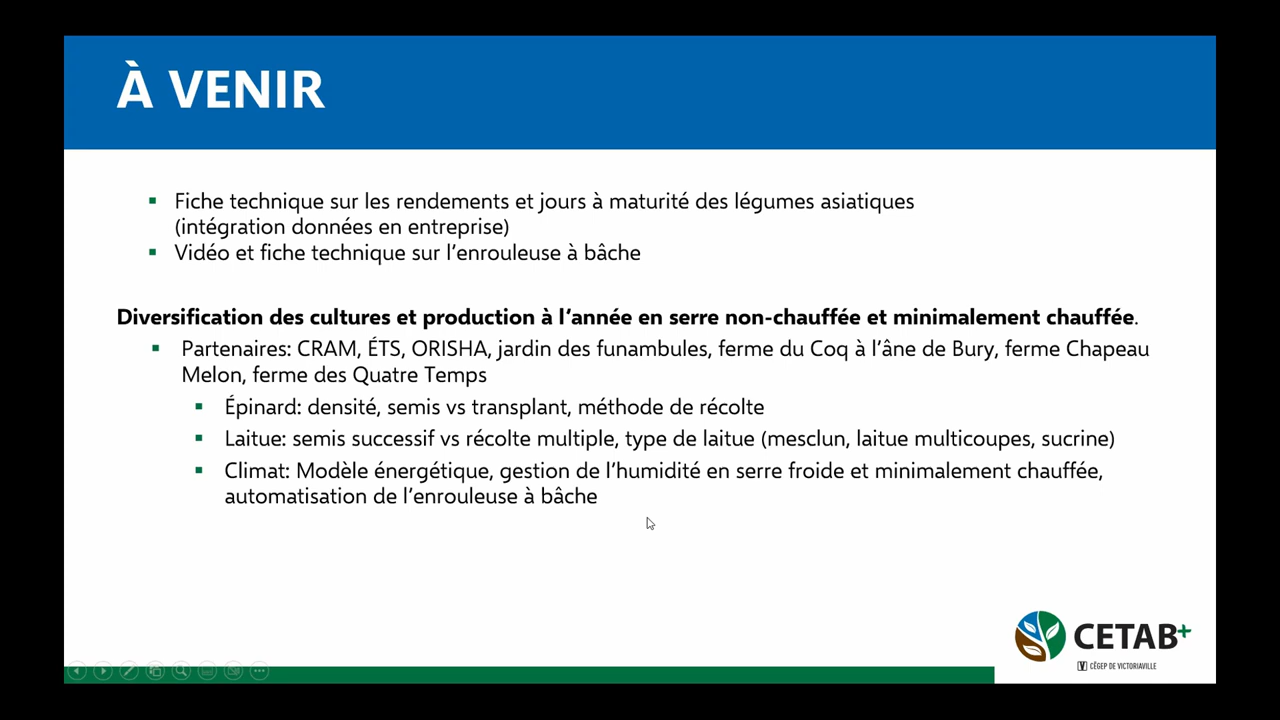 À VENIR
Fiche technique sur les rendements et jours à maturité des légumes asiatiques
(intégration données en entreprise)
Vidéo et fiche technique sur l'enrouleuse à bâche
Diversification des cultures et production à l'année en serre non-chauffée et minimalement chauffée.
Partenaires: CRAM, ÉTS, ORISHA, jardin des funambules, ferme du Coq à l'âne de Bury, ferme Chapeau
Melon, ferme des Quatre Temps
Épinard: densité, semis vs transplant, méthode de récolte
Laitue: semis successif vs récolte multiple, type de laitue (mesclun, laitue multicoupes, sucrine)
Climat: Modèle énergétique, gestion de l'humidité en serre froide et minimalement chauffée,
automatisation de l'enrouleuse à bâche
CETAB+
CÉGEP DE VICTORIAVILLE